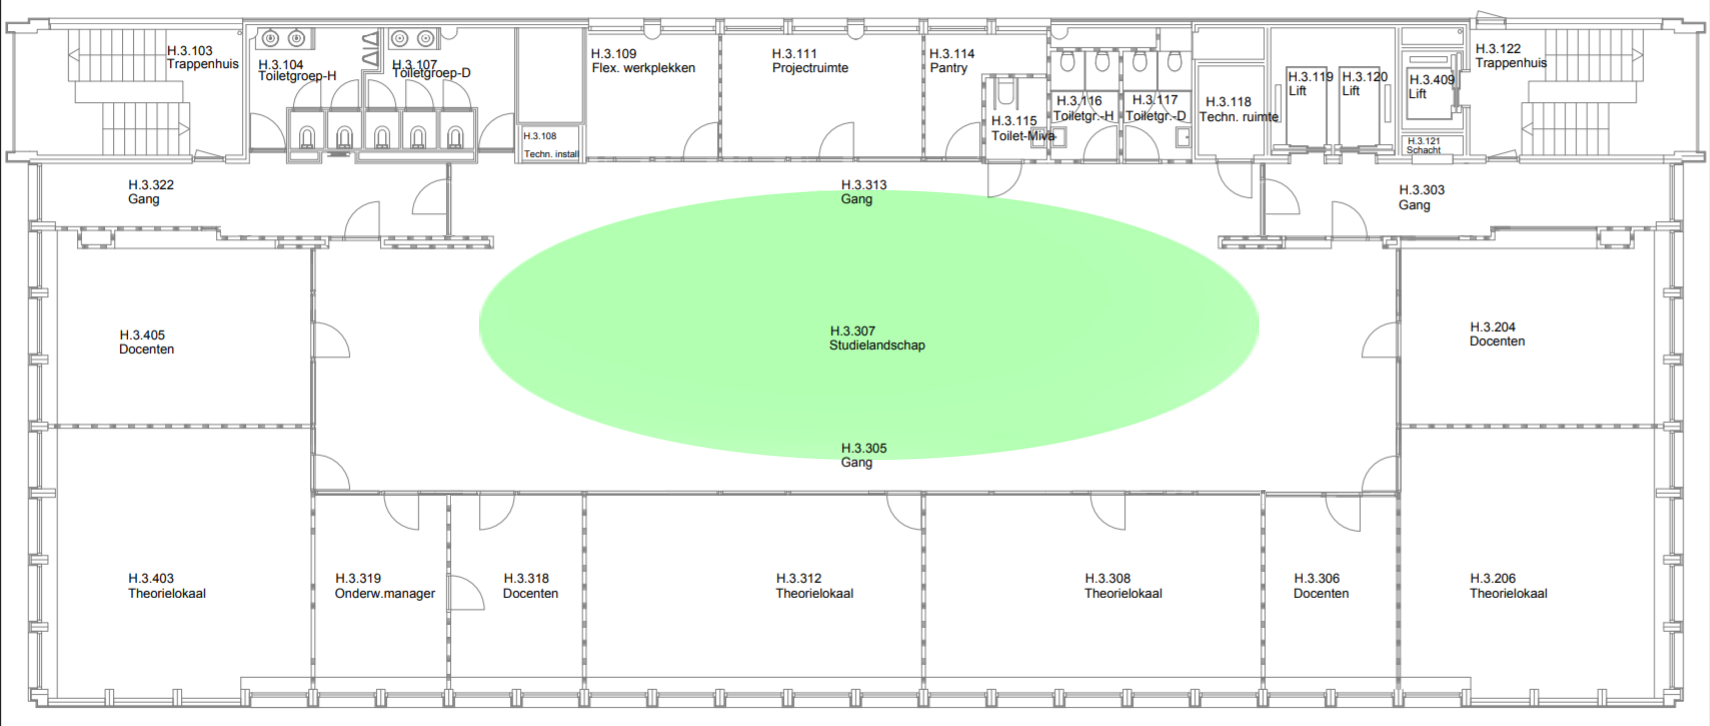 H.3.103
Trappenhuis
H.3.104
Toiletgroep-H
H.3.107
Toiletgroep-D
H.3.108
Techn. install
H.3.109
Flex. werkplekken
H.3.111
Projectruimte
H.3.114
Pantry
H.3.115
Toilet-Miva
H.3.116
Toiletgr.-H
H.3.117
Toiletgr.-D
H.3.118
Techn. ruimte
H.3.119
Lift
H.3.120
Lift
H.3.409
Lift
H.3.121
Schacht
H.3.122
Trappenhuis
H.3.322
Gang
H.3.313
Gang
H.3.303
Gang
H.3.405
Docenten
H.3.307
Studielandschap
H.3.204
Docenten
H.3.305
Gang
H.3.403
Theorielokaal
H.3.319
Onderw.manager
H.3.318
Docenten
H.3.312
Theorielokaal
H.3.308
Theorielokaal
H.3.306
Docenten
H.3.206
Theorielokaal